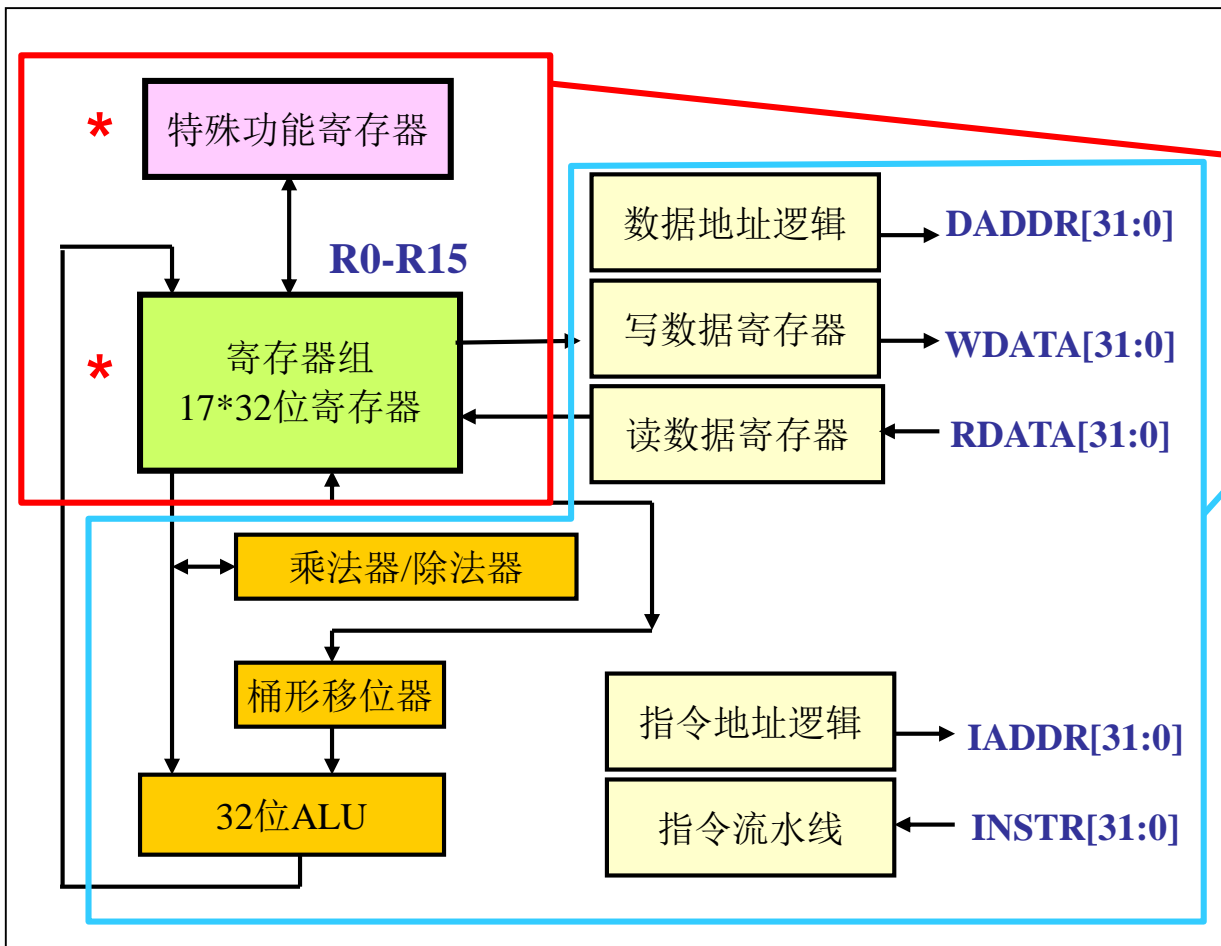 *
特殊功能寄存器
R0-R15
*
寄存器组
17*32位寄存器
数据地址逻辑
DADDR[31:0]
写数据寄存器
WDATA[31:0]
读数据寄存器
RDATA[31:0]
乘法器/除法器
桶形移位器
32位ALU
指令地址逻辑
IADDR[31:0]
指令流水线
INSTR[31:0]